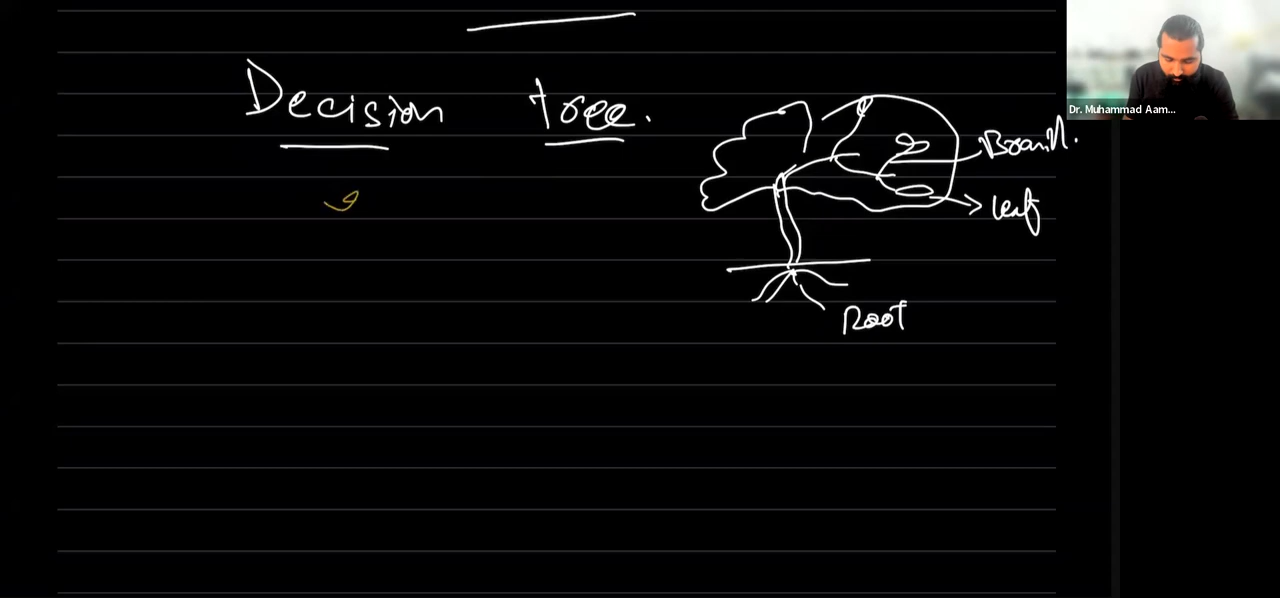 Decision tree.
Branch.
leaf
Root
Dr. Muhammad Aam...